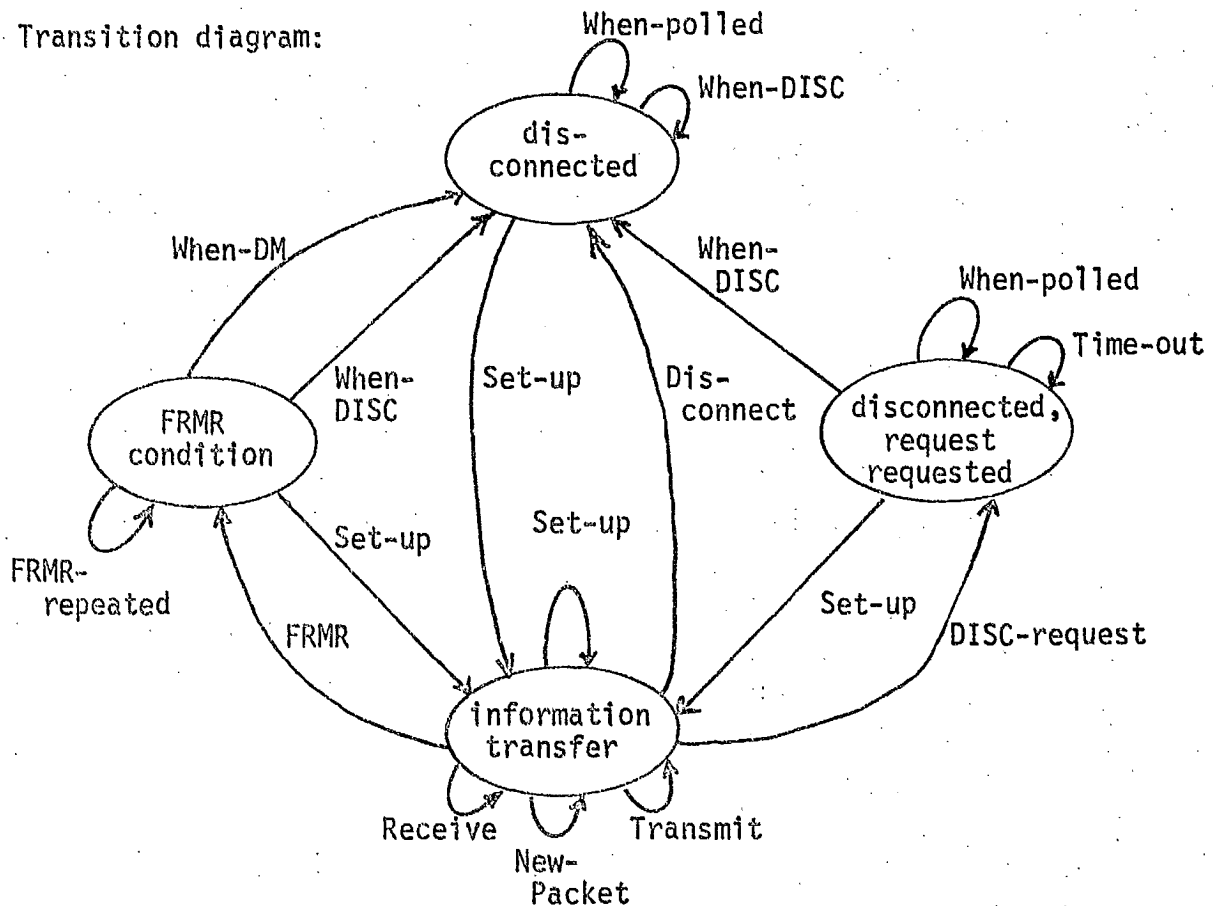 Transition diagram:
When-polled
When-DISC
dis-
connected
When-DM
When-
DISC
When-polled
Time-out
When-
DISC
Set-up
Dis-
connect
FRMR
condition
disconnected,
request
requested
Set-up
Set-up
FRMR-
repeated
FRMR
Set-up
DISC-request
information
transfer
Receive
Transmit
New-
Packet